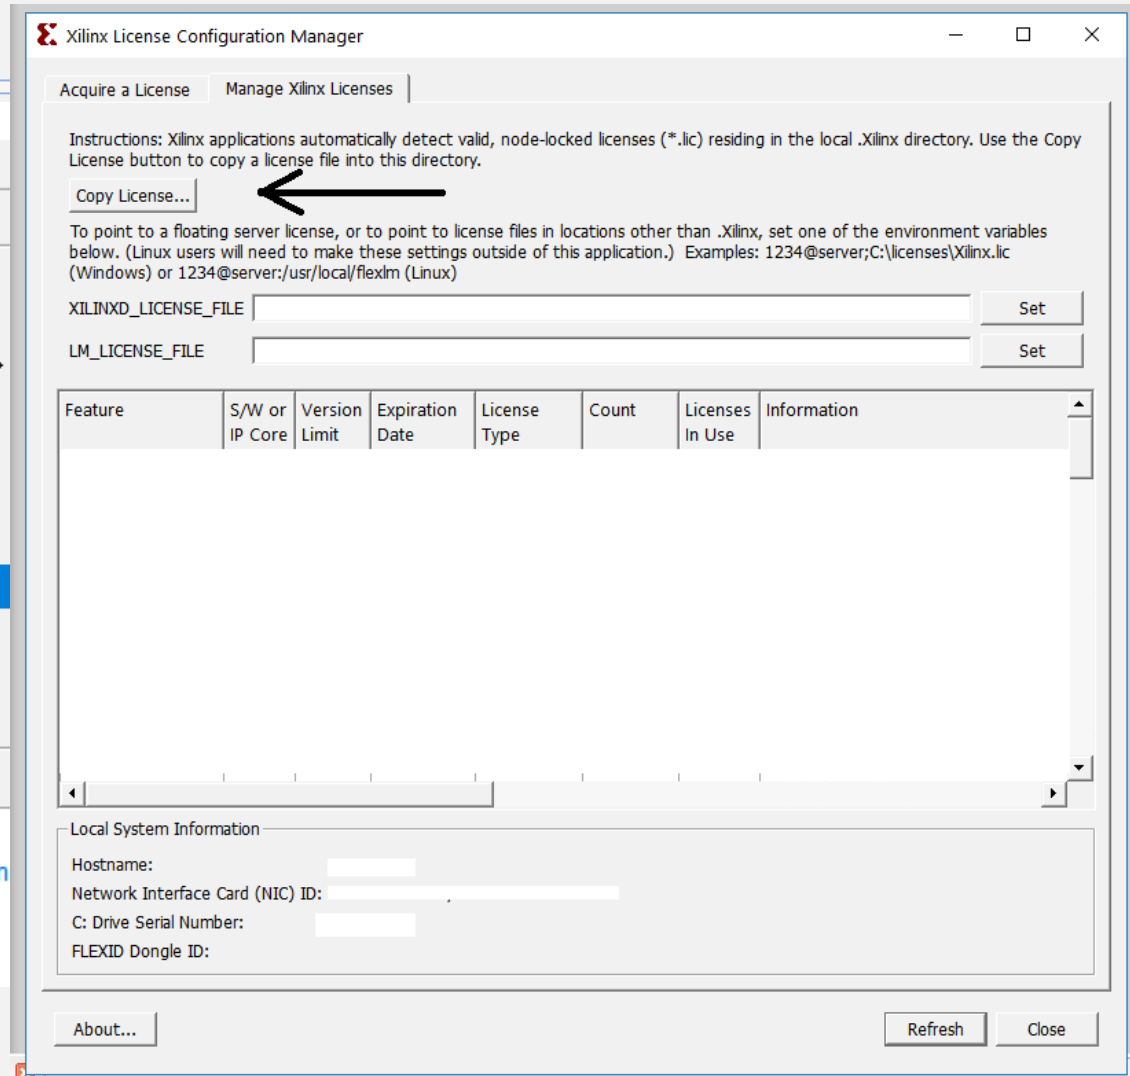 Xilinx License Configuration Manager
Acquire a License
Manage Xilinx Licenses
Instructions: Xilinx applications automatically detect valid, node-locked licenses (*.lic) residing in the local .Xilinx directory. Use the Copy
License button to copy a license file into this directory.
Copy License...
To point to a floating server license, or to point to license files in locations other than .Xilinx, set one of the environment variables
below. (Linux users will need to make these settings outside of this application.)  Examples: 1234@server;C:\licenses\Xilinx.lic
(Windows) or 1234@server:/usr/local/flexlm (Linux)
XILINXD_LICENSE_FILE
Set
LM_LICENSE_FILE
Set
Feature
S/W or
IP Core
Version
Limit
Expiration
Date
License
Type
Count
Licenses
In Use
Information
Local System Information
Hostname:
Network Interface Card (NIC) ID:
C: Drive Serial Number:
FLEXID Dongle ID:
About...
Refresh
Close